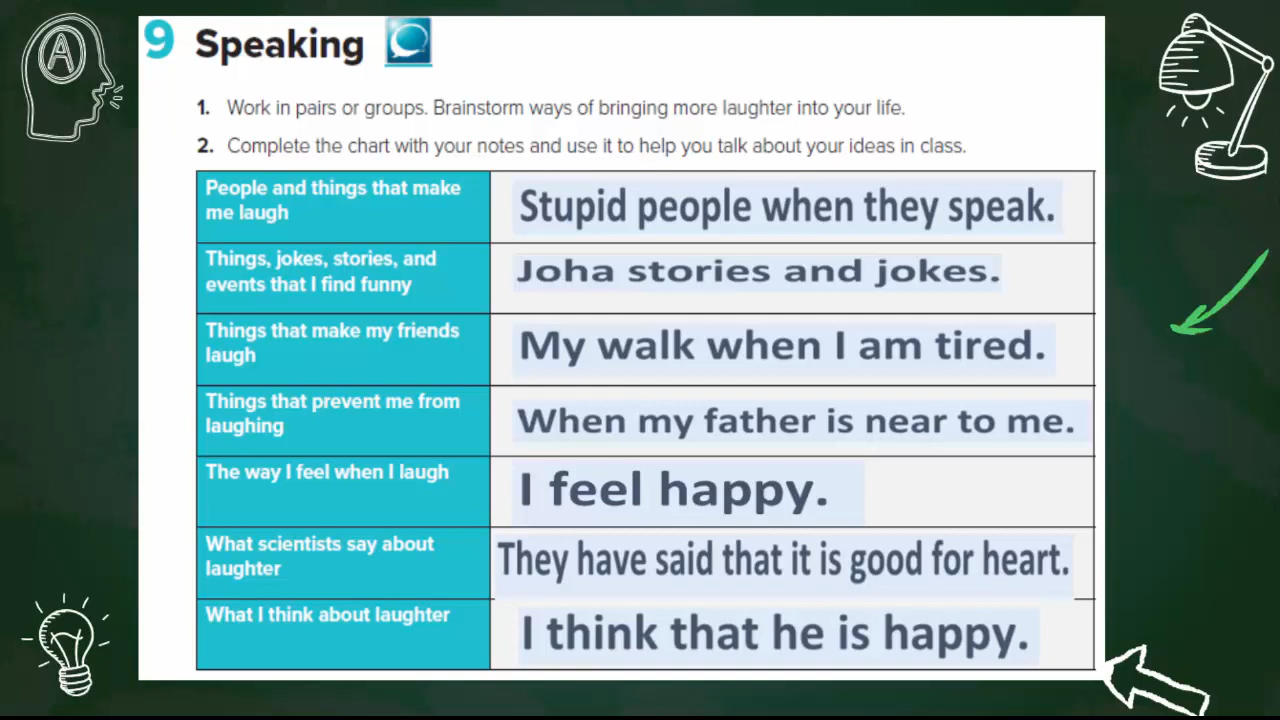 A
9 Speaking
1. Work in pairs or groups. Brainstorm ways of bringing more laughter into your life.
2. Complete the chart with your notes and use it to help you talk about your ideas in class.
People and things that make
me laugh
Stupid people when they speak.
Things, jokes, stories, and
events that I find funny
Joha stories and jokes.
Things that make my friends
laugh
My walk when I am tired.
Things that prevent me from
laughing
When my father is near to me.
The way I feel when I laugh
I feel happy.
What scientists say about
laughter
They have said that it is good for heart.
What I think about laughter
I think that he is happy.